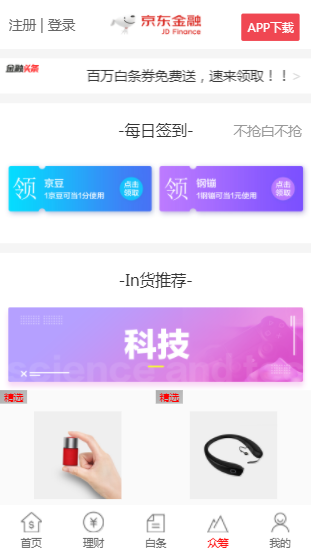 注册 | 登录
京东金融
JD Finance
APP下载
金融头条
百万白条券免费送，速来领取！！ >
-每日签到-
不抢白不抢
领
京豆
1京豆可当1分使用
点击
领取
领
钢镚
1钢镚可当1元使用
点击
领取
-In货推荐-
科技
science and
精选
精选
首页
理财
白条
众筹
我的